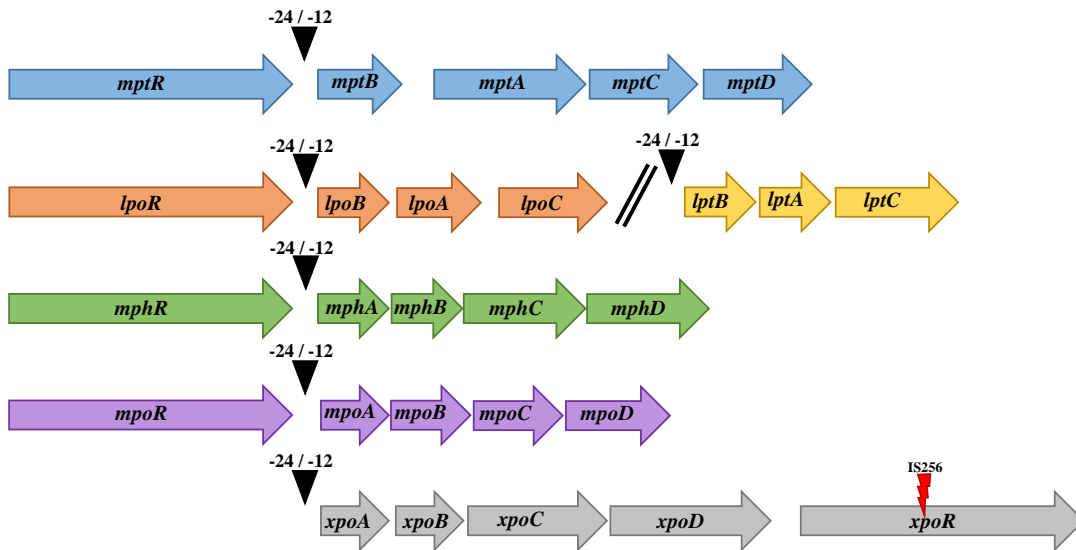 -24 / -12
mptR mptB mptA mptC mptD
-24 / -12 -24 / -12
lpoR lpoB lpoA lpoC lptB lptA lptC
-24 / -12
mphR mphA mphB mphC mphD
-24 / -12
mpoR mpoA mpoB mpoC mpoD
-24 / -12
IS256
xpoA xpoB xpoC xpoD xpoR